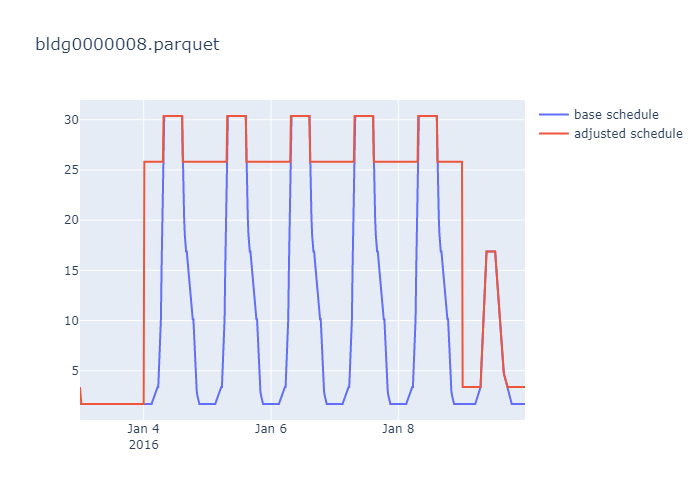 bldg0000008.parquet
base schedule
adjusted schedule
30
25
20
15
10
5
Jan 4
2016
Jan 6
Jan 8